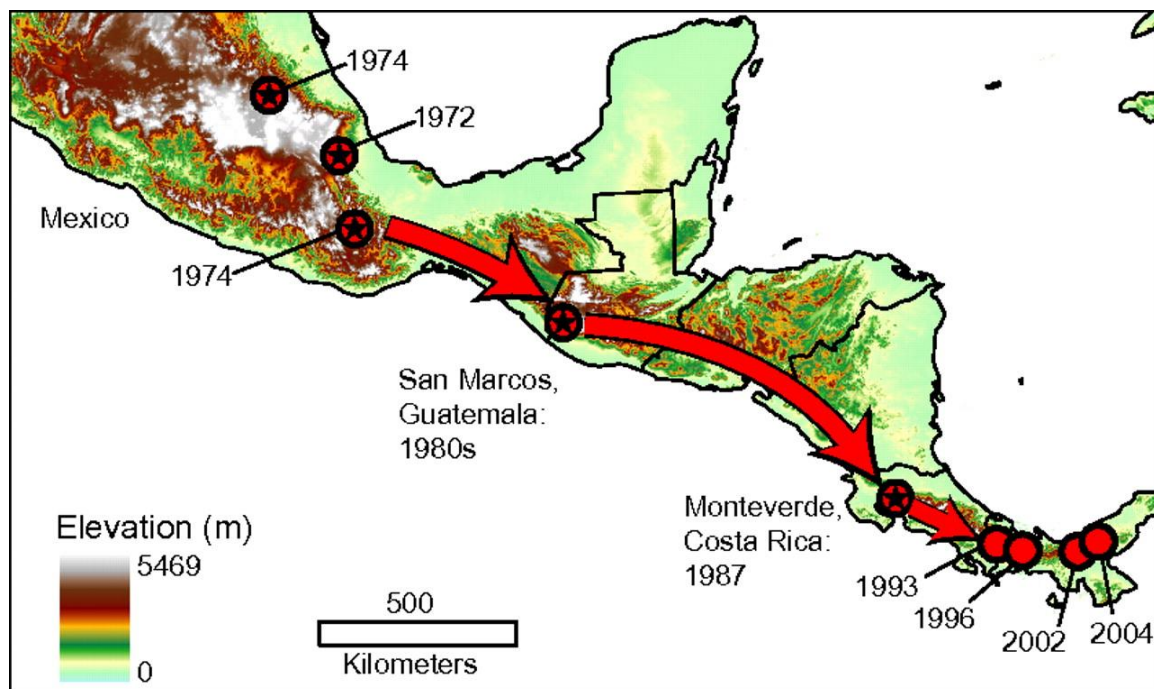 1974
1972
Mexico
1974
San Marcos,
Guatemala:
1980s
Monteverde,
Costa Rica:
1987
1993
1996
2002
2004
Elevation (m)
5469
0
500
Kilometers